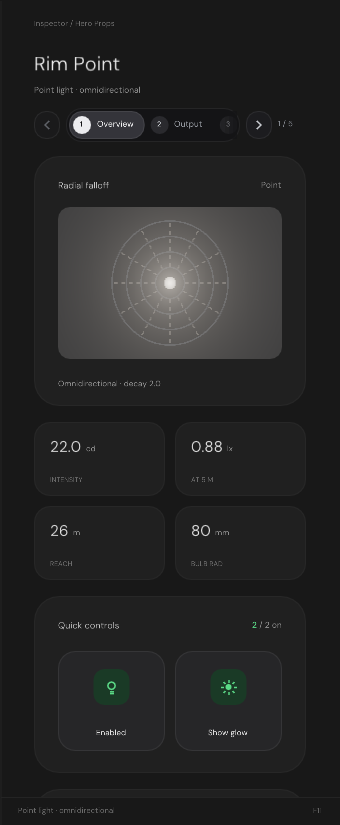 Inspector / Hero Props
Rim Point
Point light · omnidirectional
1 Overview 2 Output 3 1 / 5
Radial falloff Point
Omnidirectional · decay 2.0
22.0 cd 0.88 lx
INTENSITY AT 5 M
26 m 80 mm
REACH BULB RAD
Quick controls 2 / 2 on
Enabled Show glow
Point light · omnidirectional